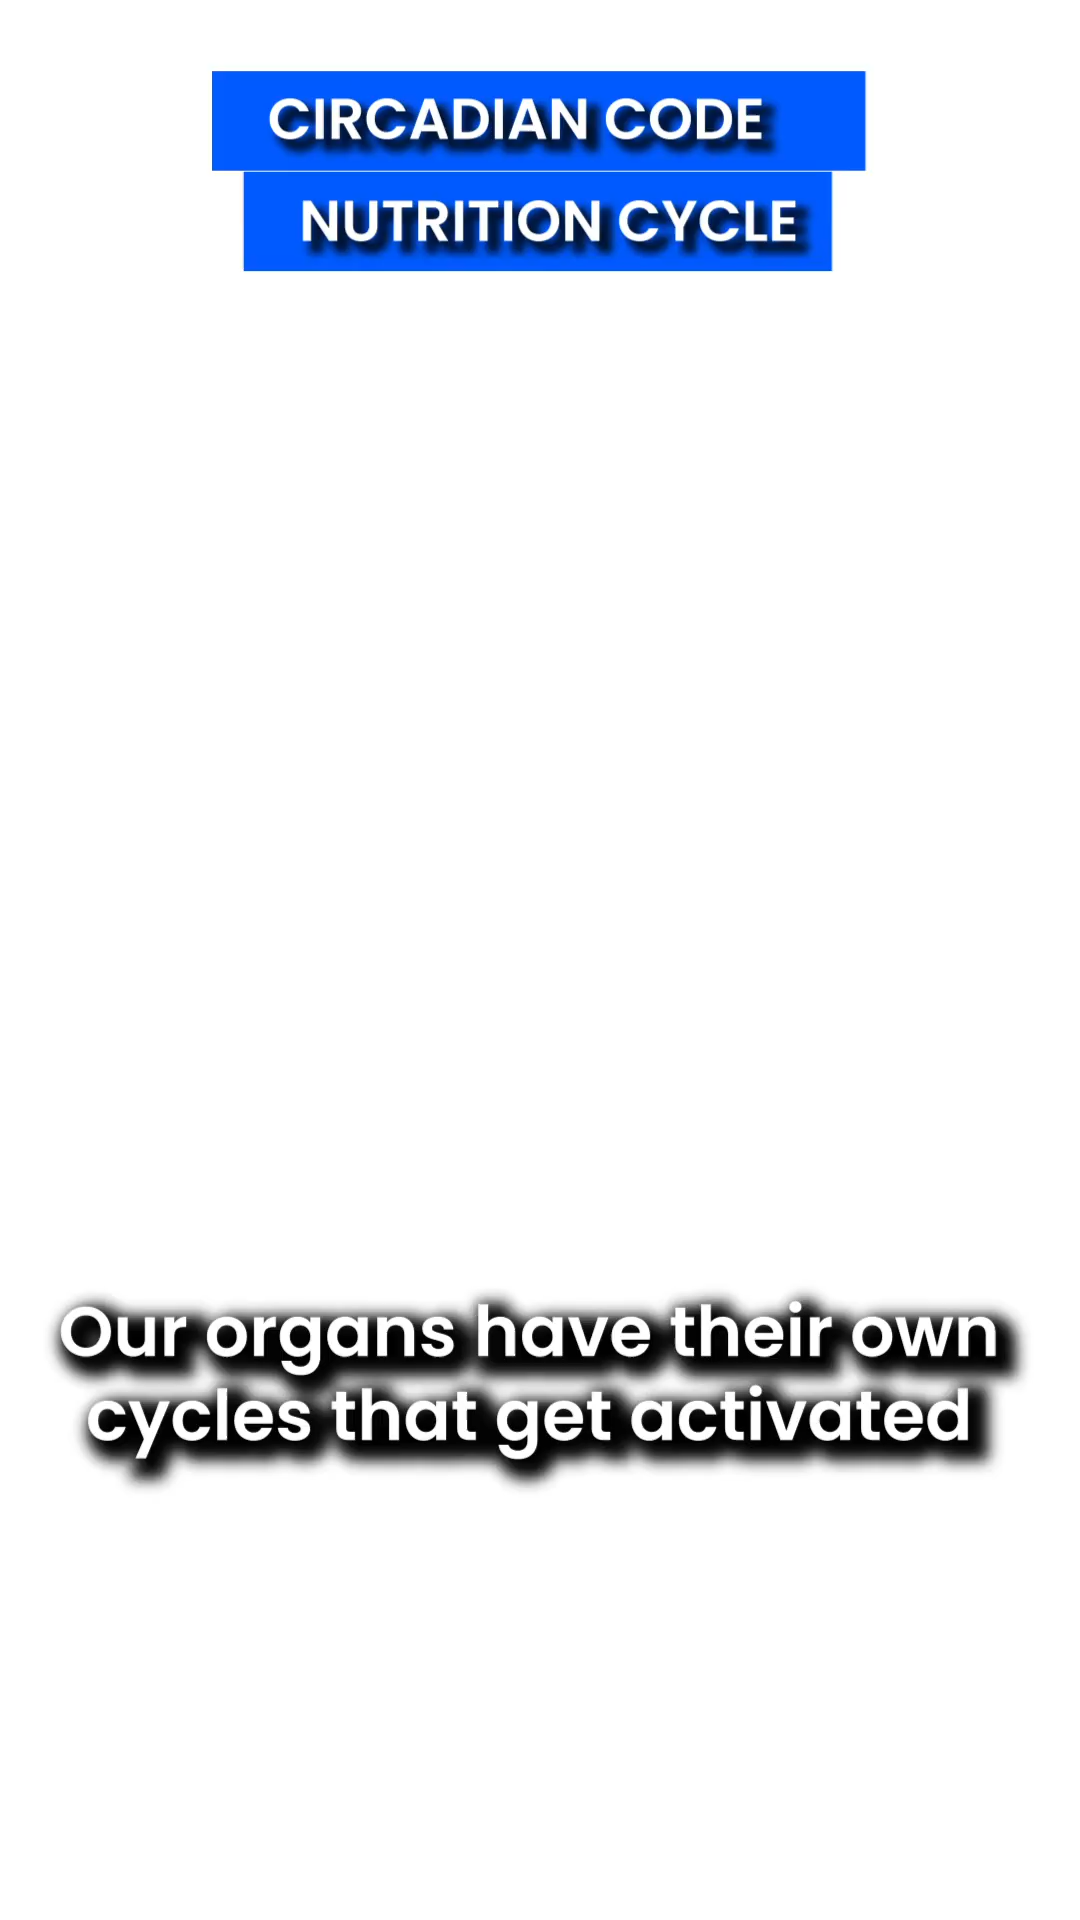 CIRCADIAN CODE
NUTRITION CYCLE
Our organs have their own
cycles that get activated